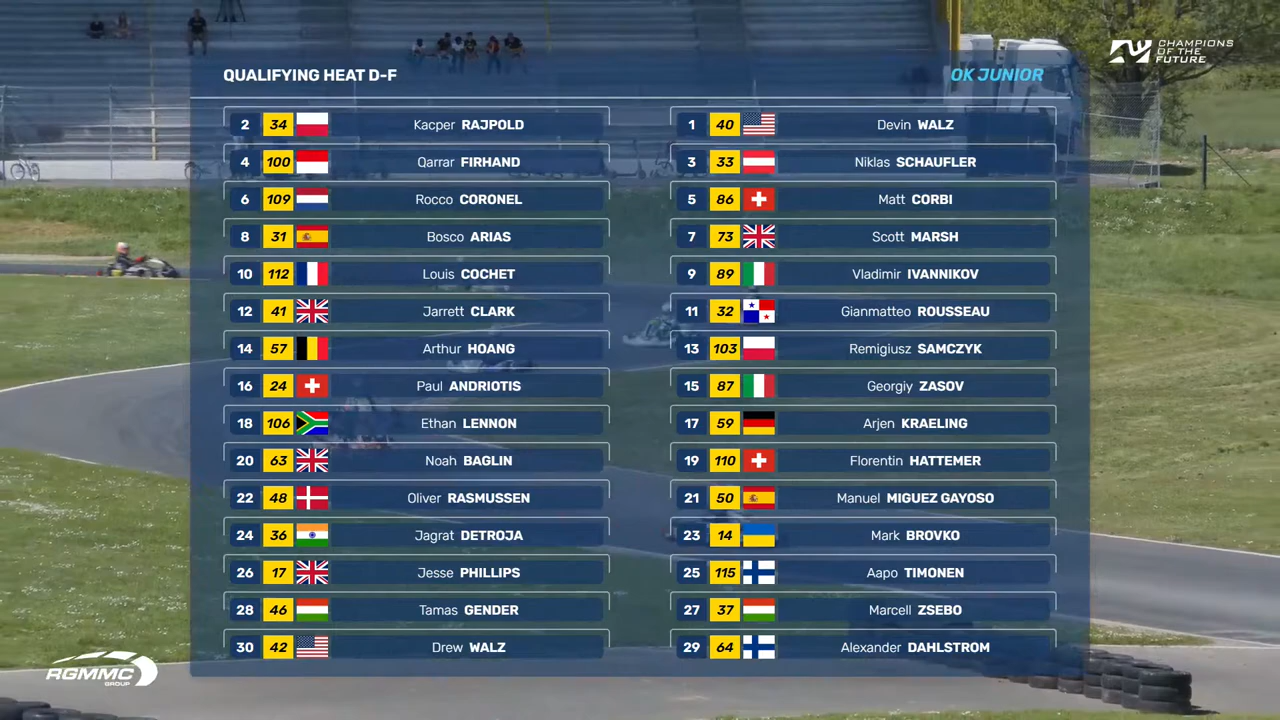 CHAMPIONS
OF THE
FUTURE
QUALIFYING HEAT D-F OK JUNIOR
2 34 Kacper RAJPOLD 1 40 Devin WALZ
4 100 Qarrar FIRHAND 3 33 Niklas SCHAUFLER
6 109 Rocco CORONEL 5 86 Matt CORBI
8 31 Bosco ARIAS 7 73 Scott MARSH
10 112 Louis COCHET 9 89 Vladimir IVANNIKOV
12 41 Jarrett CLARK 11 32 Gianmatteo ROUSSEAU
14 57 Arthur HOANG 13 103 Remigiusz SAMCZYK
16 24 Paul ANDRIOTIS 15 87 Georgiy ZASOV
18 106 Ethan LENNON 17 59 Arjen KRAELING
20 63 Noah BAGLIN 19 110 Florentin HATTEMER
22 48 Oliver RASMUSSEN 21 50 Manuel MIGUEZ GAYOSO
24 36 Jagrat DETROJA 23 14 Mark BROVKO
26 17 Jesse PHILLIPS 25 115 Aapo TIMONEN
28 46 Tamas GENDER 27 37 Marcell ZSEBO
30 42 Drew WALZ 29 64 Alexander DAHLSTROM
RGMMC
GROUP